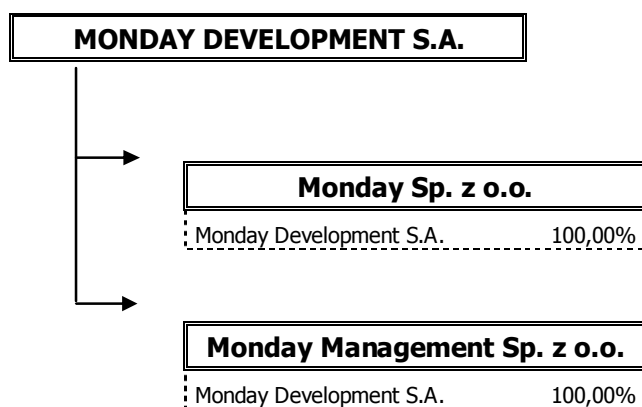 MONDAY DEVELOPMENT S.A.
Monday Sp. z o.o.
Monday Development S.A. 100,00%
Monday Management Sp. z o.o.
Monday Development S.A. 100,00%